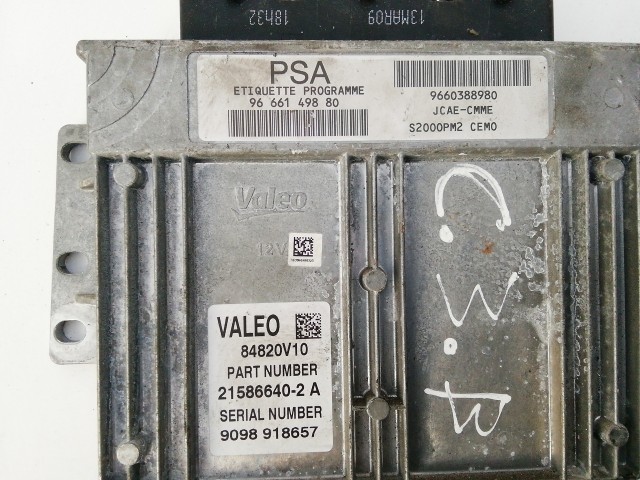 18h32
13MAR09
PSA
ETIQUETTE PROGRAMME
96 661 498 80
9660388980
JCAE-CMME
S2000PM2 CEMO
Valeo
12V
VALEO
84820V10
PART NUMBER
21586640-2 A
SERIAL NUMBER
9098 918657
C.3.A